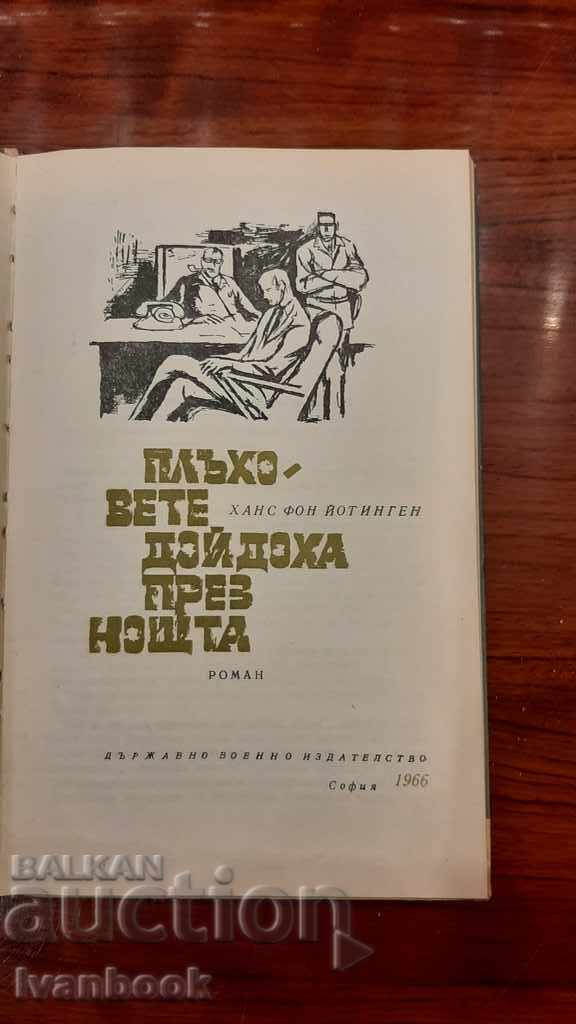 ПЛЪХО-
ВЕТЕ
ДОЙДОХА
ПРЕЗ
НОЩТА
ХАНС ФОН ЙОТИНГЕН
РОМАН
ДЪРЖАВНО ВОЕННО ИЗДАТЕЛСТВО
София 1966
BALKAN
auction
Ivanbook